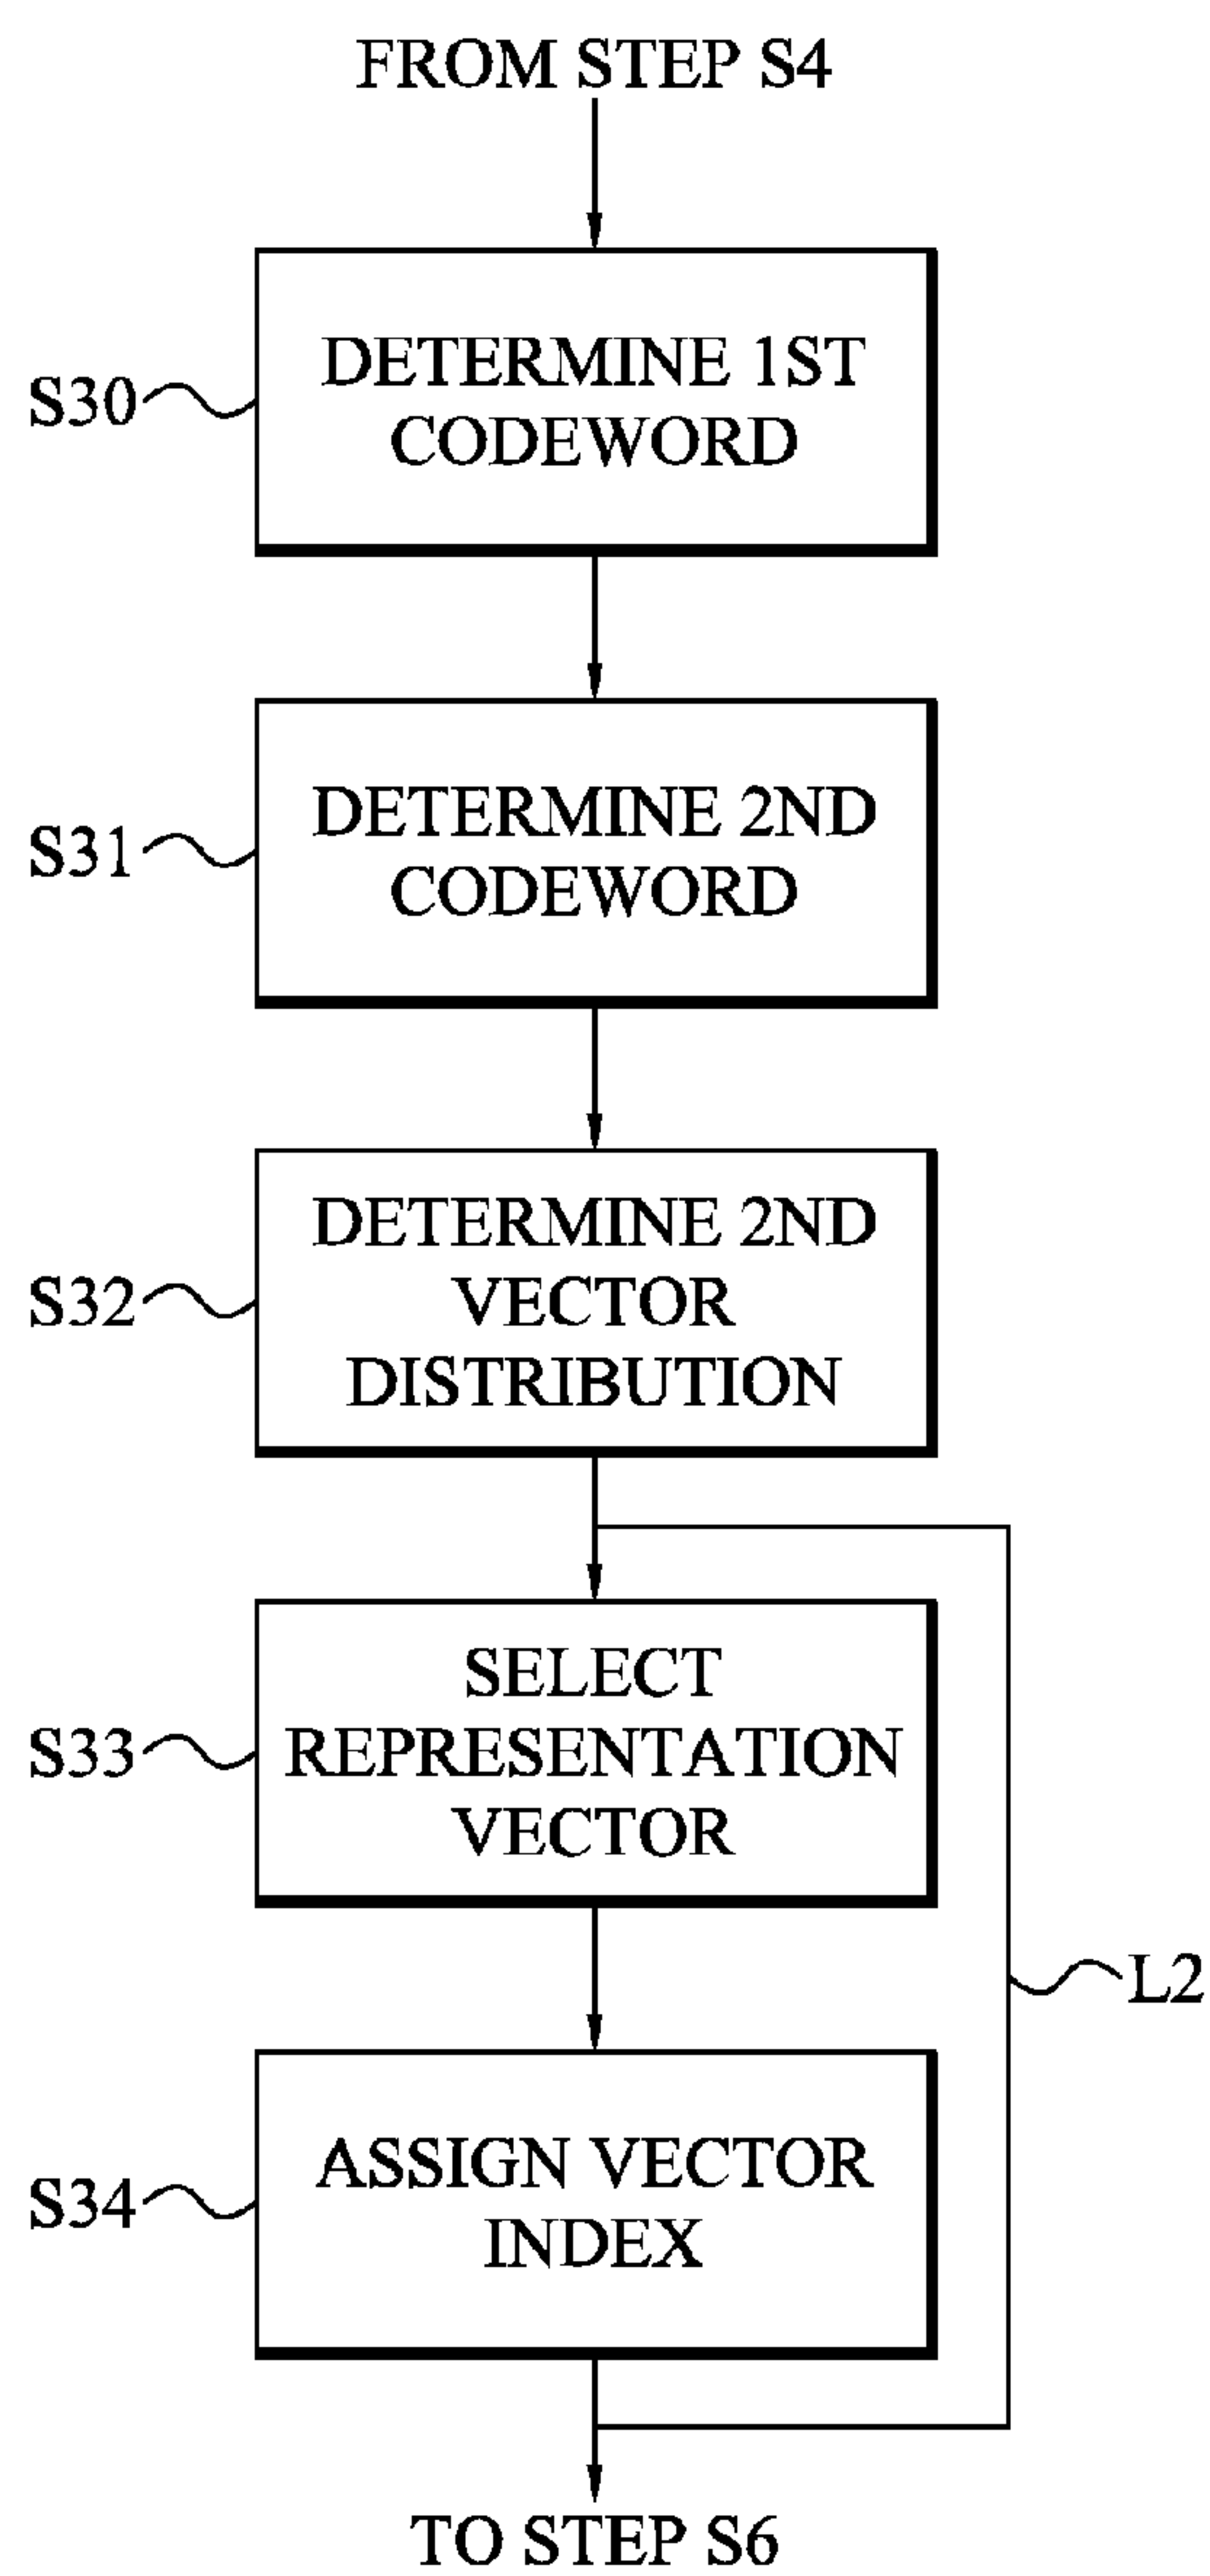 FROM STEP S4
S30
DETERMINE 1ST
CODEWORD
S31
DETERMINE 2ND
CODEWORD
S32
DETERMINE 2ND
VECTOR
DISTRIBUTION
S33
SELECT
REPRESENTATION
VECTOR
L2
S34
ASSIGN VECTOR
INDEX
TO STEP S6